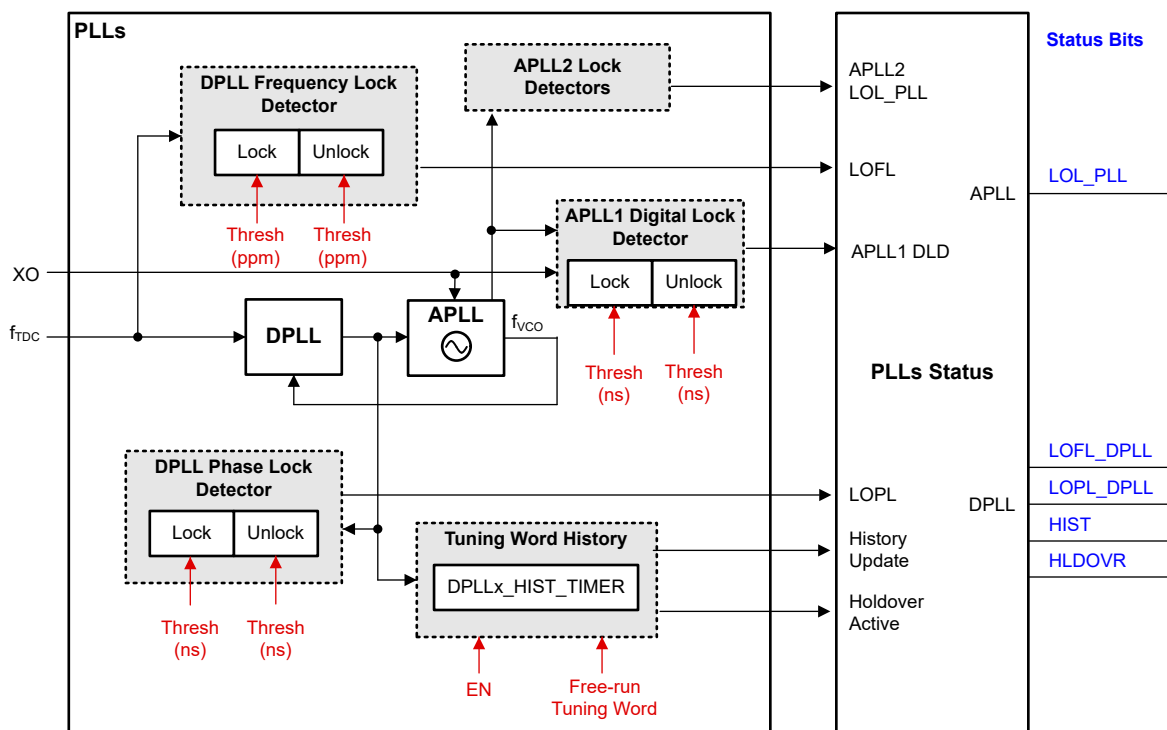 PLLs
Status Bits
DPLL Frequency Lock
Detector
Lock
Unlock
Thresh
(ppm)
Thresh
(ppm)
APLL2 Lock
Detectors
APLL2
LOL_PLL
LOFL
APLL
LOL_PLL
APLL1 Digital Lock
Detector
Lock
Unlock
Thresh
(ns)
Thresh
(ns)
APLL1 DLD
XO
fTDC
DPLL
APLL
fVCO
PLLs Status
DPLL Phase Lock
Detector
Lock
Unlock
Thresh
(ns)
Thresh
(ns)
LOPL
DPLL
LOFL_DPLL
LOPL_DPLL
HIST
HLDOVR
Tuning Word History
DPLLx_HIST_TIMER
History
Update
Holdover
Active
EN
Free-run
Tuning Word